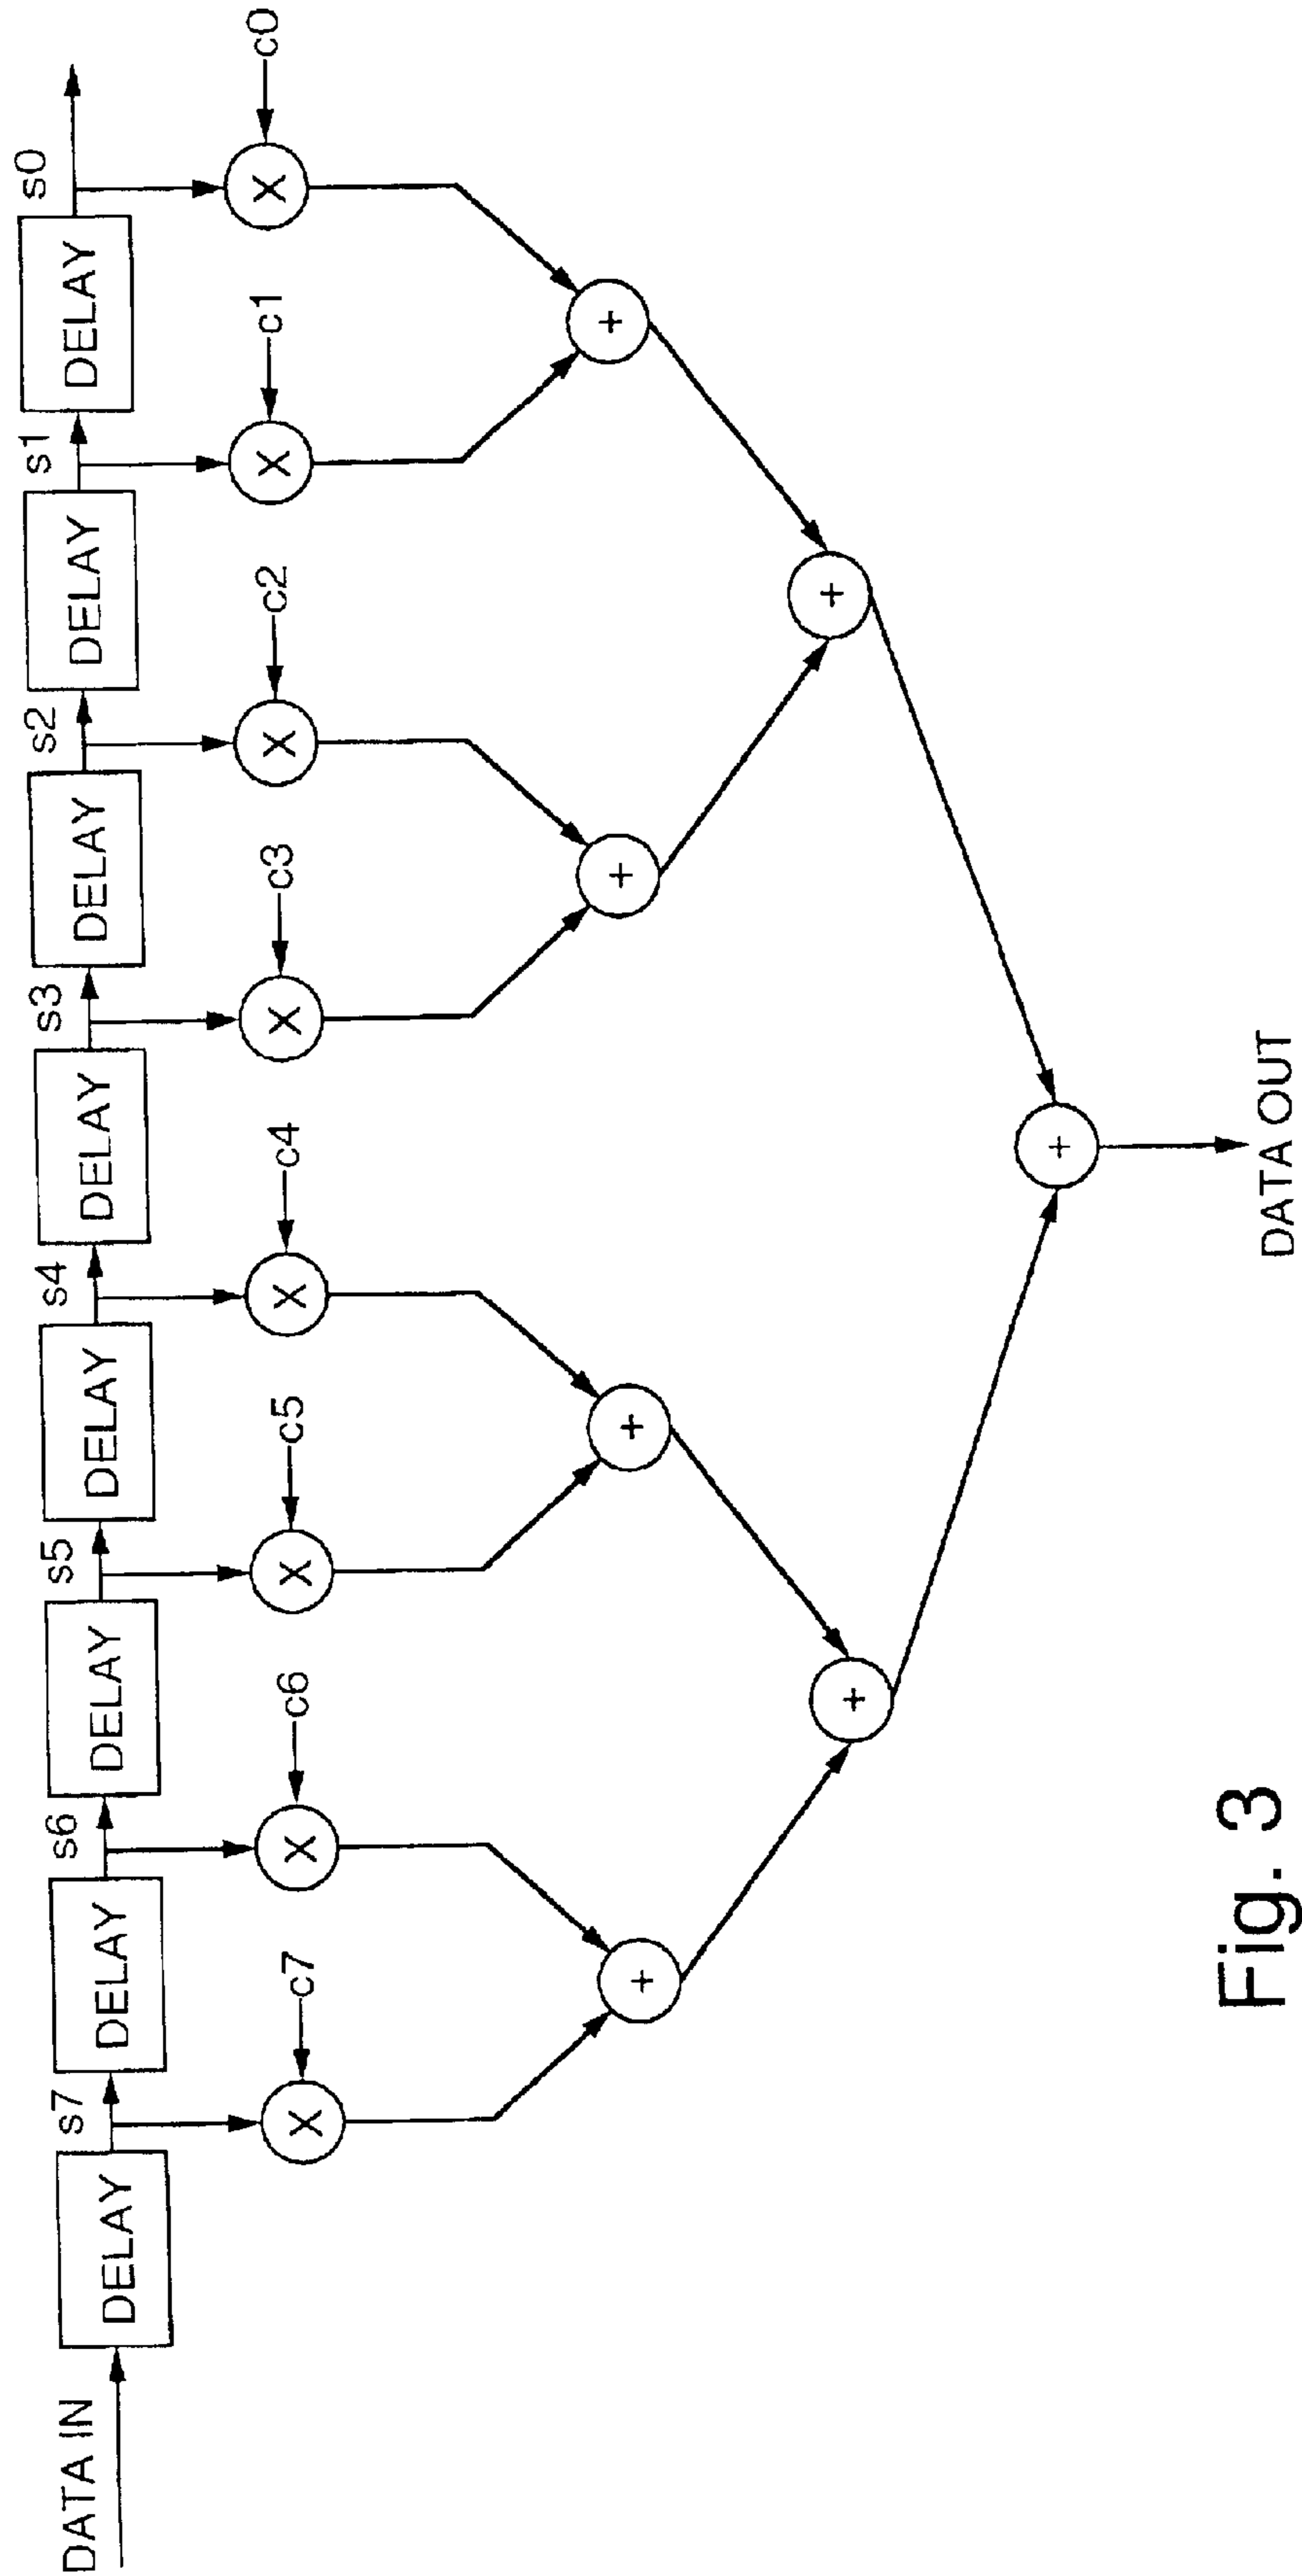 DATA IN
DELAY s7 DELAY s6 DELAY s5 DELAY s4 DELAY s3 DELAY s2 DELAY s1 DELAY s0
c7 c6 c5 c4 c3 c2 c1 c0
X X X X X X X X
+ + + +
+ +
+
DATA OUT
Fig. 3